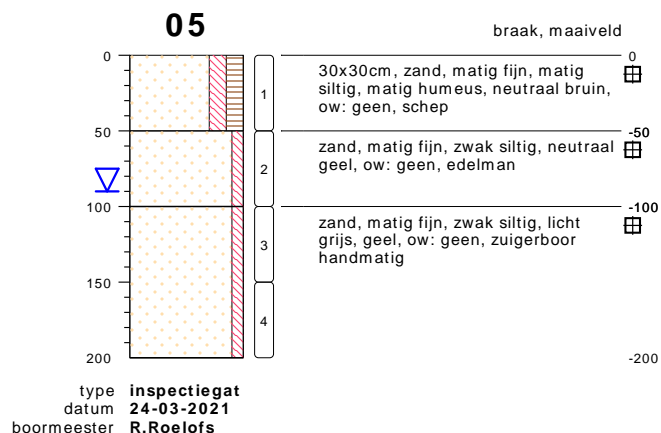 05
braak, maaiveld
0
0
30x30cm, zand, matig fijn, matig
siltig, matig humeus, neutraal bruin,
ow: geen, schep
1
50
-50
zand, matig fijn, zwak siltig, neutraal
geel, ow: geen, edelman
2
100
-100
zand, matig fijn, zwak siltig, licht
grijs, geel, ow: geen, zuigerboor
handmatig
3
150
4
200
-200
type inspectiegat
datum 24-03-2021
boormeester R.Roelofs